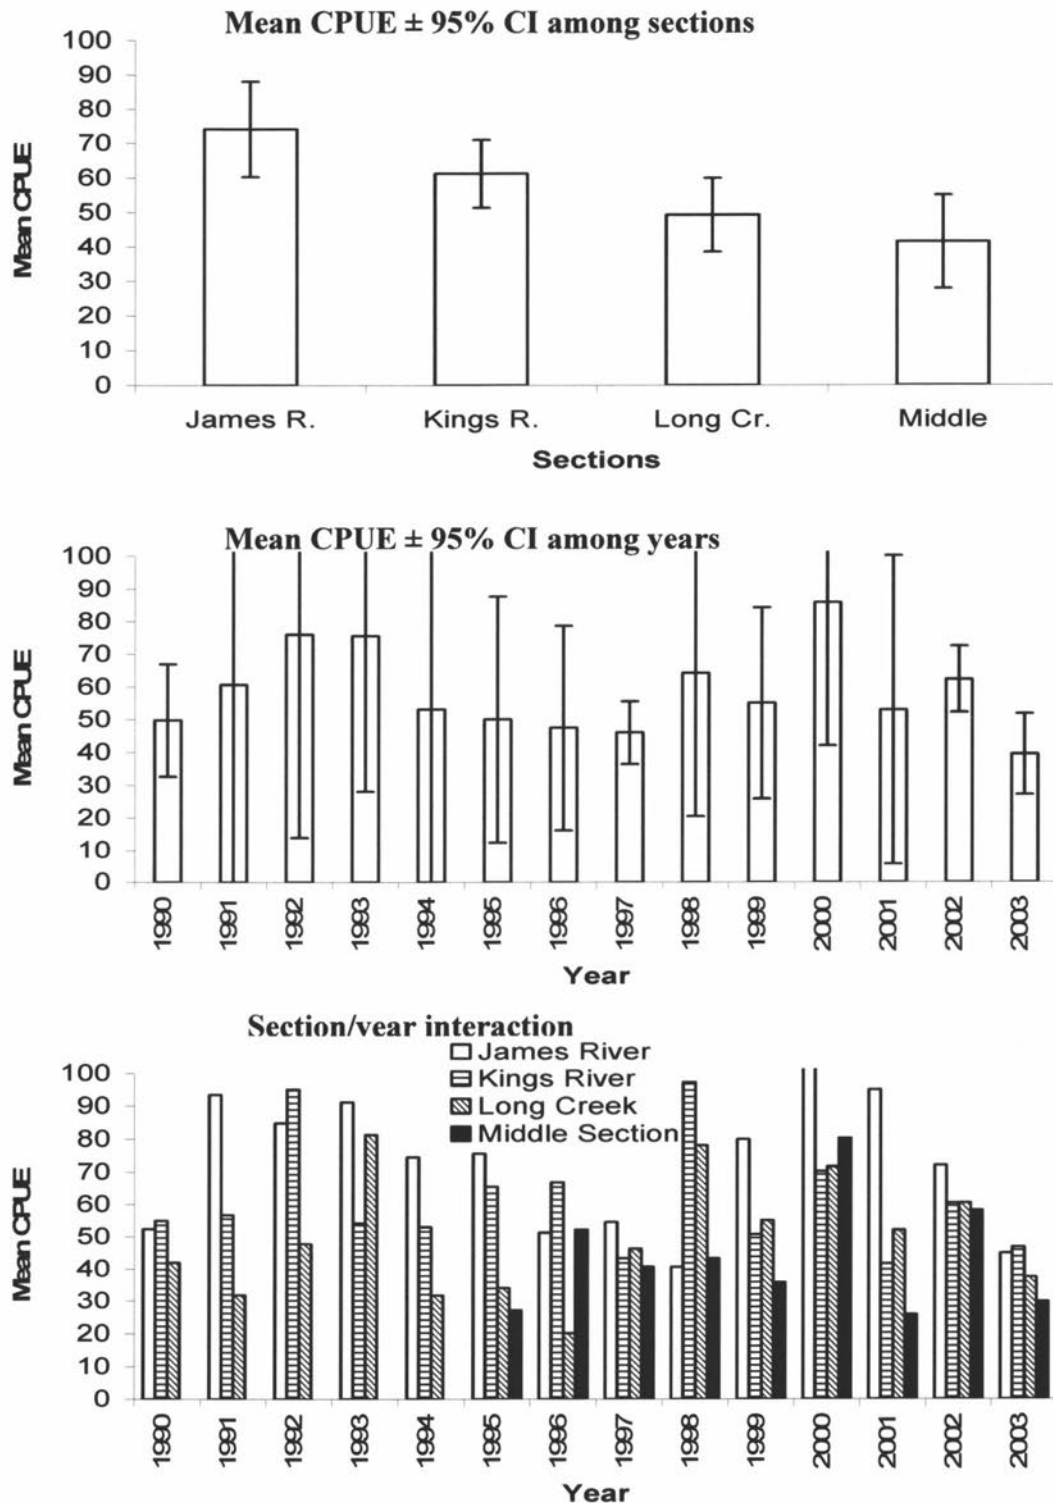 Mean CPUE ± 95% CI among sections
100
90
80
70
60
50
40
30
20
10
0
Mean CPUE
James R. Kings R. Long Cr. Middle
Sections
Mean CPUE ± 95% CI among years
100
90
80
70
60
50
40
30
20
10
0
Mean CPUE
1990 1991 1992 1993 1994 1995 1996 1997 1998 1999 2000 2001 2002 2003
Year
Section/year interaction
James River
Kings River
Long Creek
Middle Section
100
90
80
70
60
50
40
30
20
10
0
Mean CPUE
1990 1991 1992 1993 1994 1995 1996 1997 1998 1999 2000 2001 2002 2003
Year